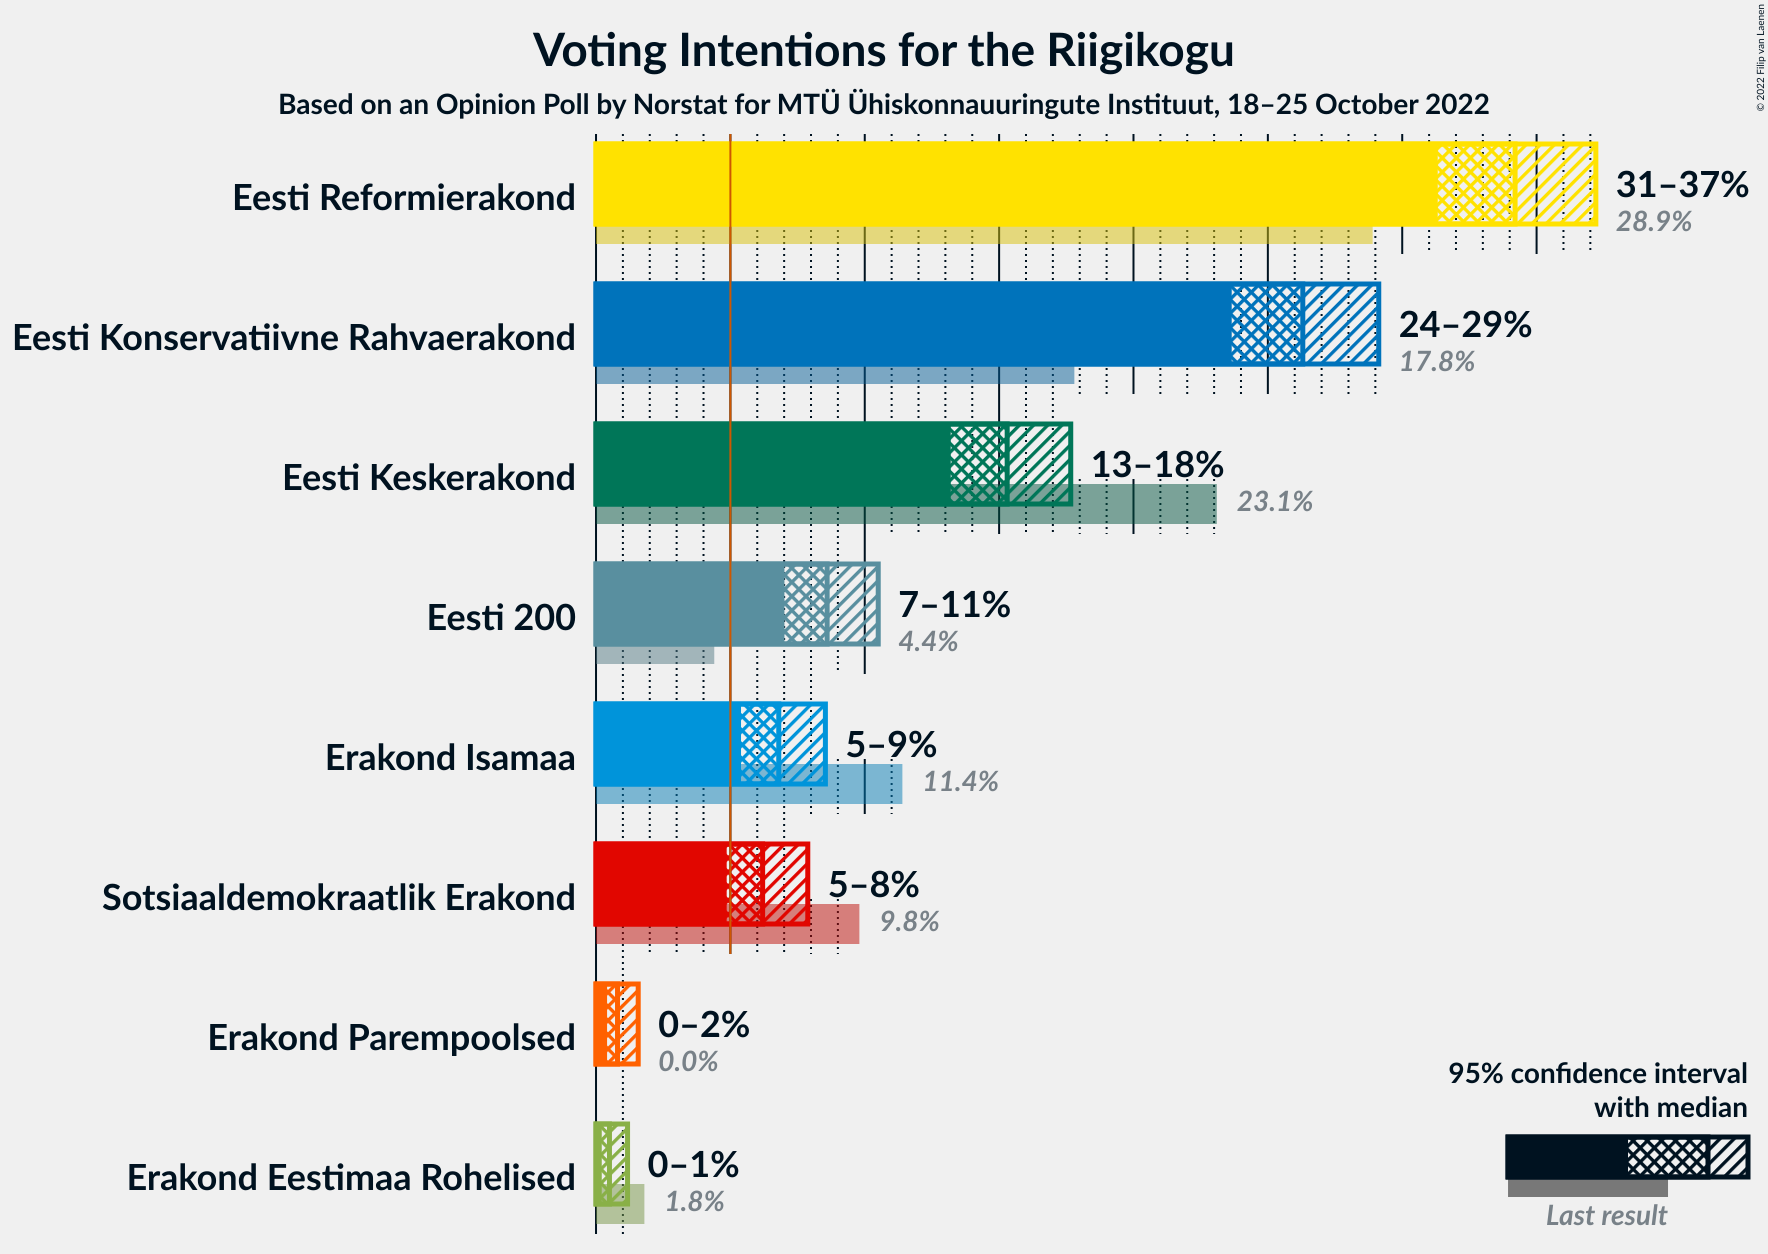 Voting Intentions for the Riigikogu
Based on an Opinion Poll by Norstat for MTÜ Ühiskonnauuringute Instituut, 18–25 October 2022
© 2022 Filip van Laenen
Eesti Reformierakond
31–37%
28.9%
Eesti Konservatiivne Rahvaerakond
24–29%
17.8%
Eesti Keskerakond
13–18%
23.1%
Eesti 200
7–11%
4.4%
Erakond Isamaa
5–9%
11.4%
Sotsiaaldemokraatlik Erakond
5–8%
9.8%
Erakond Parempoolsed
0–2%
0.0%
Erakond Eestimaa Rohelised
0–1%
1.8%
95% confidence interval
with median
Last result